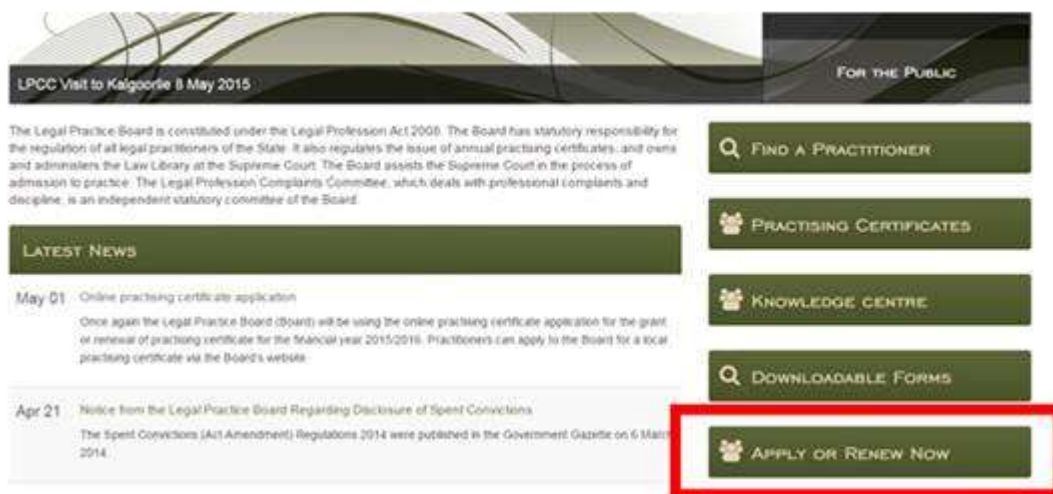 LPCC Visit to Kalgoorlie 8 May 2015
FOR THE PUBLIC
The Legal Practice Board is constituted under the Legal Profession Act 2008. The Board has statutory responsibility for
the regulation of all legal practitioners of the State. It also regulates the issue of annual practising certificates, and owns
and administers the Law Library at the Supreme Court. The Board assists the Supreme Court in the process of
admission to practice. The Legal Profession Complaints Committee, which deals with professional complaints and
discipline, is an independent statutory committee of the Board.
LATEST NEWS
May 01 Online practising certificate application
Once again the Legal Practice Board (Board) will be using the online practising certificate application for the grant
or renewal of practising certificate for the financial year 2015/2016. Practitioners can apply to the Board for a local
practising certificate via the Board's website
Apr 21 Notice from the Legal Practice Board Regarding Disclosure of Spent Convictions
The Spent Convictions (Act Amendment) Regulations 2014 were published in the Government Gazette on 6 March
2014.
FIND A PRACTITIONER
PRACTISING CERTIFICATES
KNOWLEDGE CENTRE
DOWNLOADABLE FORMS
APPLY OR RENEW NOW